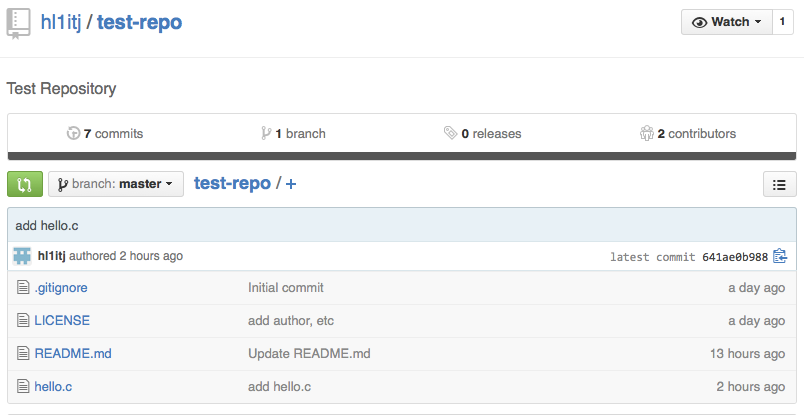 hl1itj / test-repo
Watch 1
Test Repository
7 commits 1 branch 0 releases 2 contributors
branch: master test-repo / +
add hello.c
hl1itj authored 2 hours ago latest commit 641ae0b988
.gitignore Initial commit a day ago
LICENSE add author, etc a day ago
README.md Update README.md 13 hours ago
hello.c add hello.c 2 hours ago